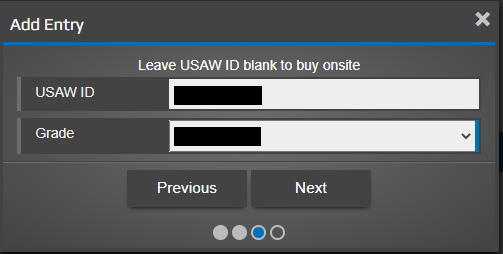 Add Entry
Leave USAW ID blank to buy onsite
USAW ID
Grade
Previous Next